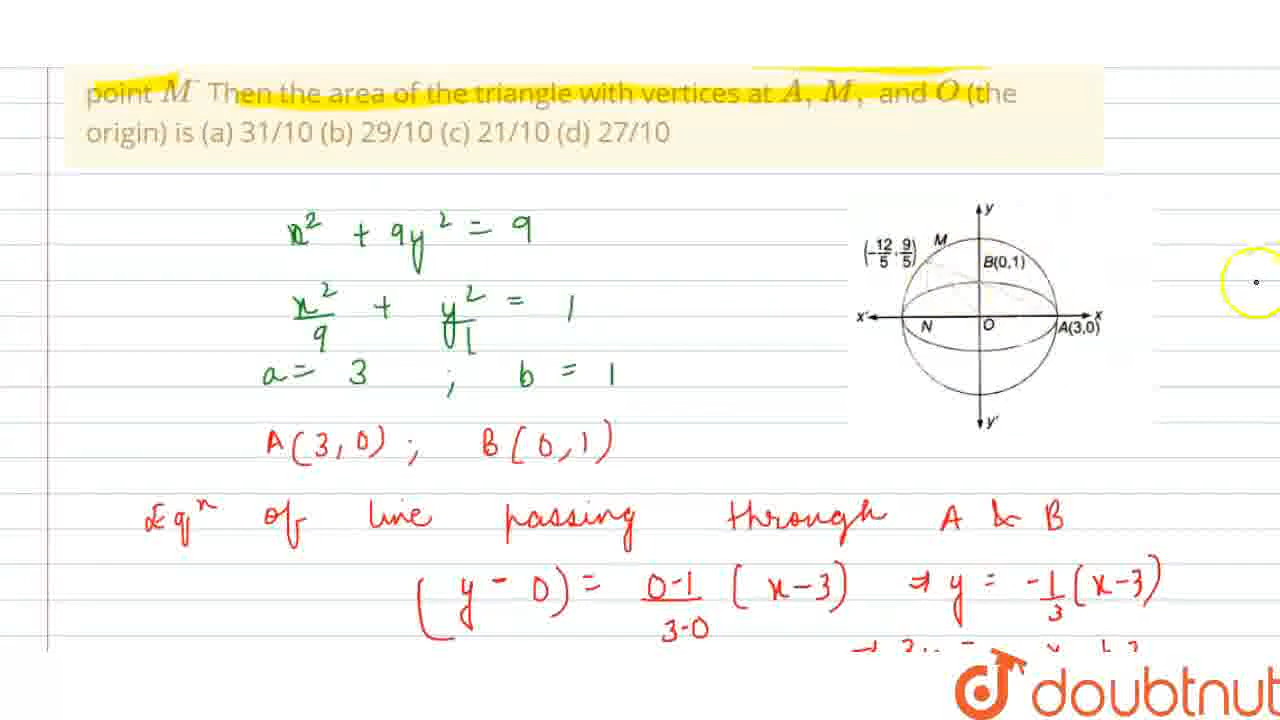 point M Then the area of the triangle with vertices at A, M, and O (the
origin) is (a) 31/10 (b) 29/10 (c) 21/10 (d) 27/10
x² + 9y² = 9
x²/9 + y²/1 = 1
a = 3 ; b = 1
A(3,0) ; B(0,1)
Eqⁿ of line passing through A & B
(y - 0) = 0-1/3-0 (x-3) ⇒ y = -1/3 (x-3)
y
M
(-12/5, 9/5)
B(0,1)
x'
N
O
x
A(3,0)
y'
doubtnut